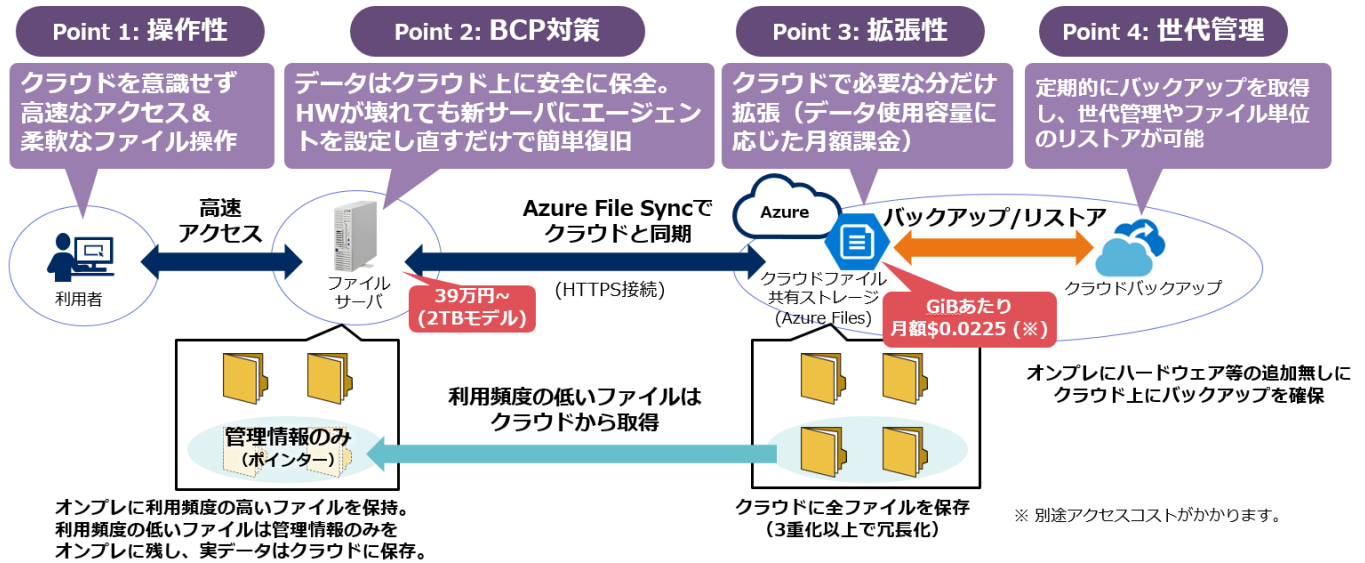 Point 1: 操作性
クラウドを意識せず
高速なアクセス＆
柔軟なファイル操作
Point 2: BCP対策
データはクラウド上に安全に保全。
HWが壊れても新サーバにエージェン
トを設定し直すだけで簡単復旧
Point 3: 拡張性
クラウドで必要な分だけ
拡張（データ使用容量に
応じた月額課金）
Point 4: 世代管理
定期的にバックアップを取得
し、世代管理やファイル単位
のリストアが可能
利用者
高速
アクセス
ファイル
サーバ
39万円～
(2TBモデル)
Azure File Syncで
クラウドと同期
(HTTPS接続)
Azure
クラウドファイル
共有ストレージ
(Azure Files)
GiBあたり
月額$0.0225 (※)
バックアップ/リストア
クラウドバックアップ
オンプレにハードウェア等の追加無しに
クラウド上にバックアップを確保
管理情報のみ
（ポインター）
利用頻度の低いファイルは
クラウドから取得
オンプレに利用頻度の高いファイルを保持。
利用頻度の低いファイルは管理情報のみを
オンプレに残し、実データはクラウドに保存。
クラウドに全ファイルを保存
（3重化以上で冗長化）
※ 別途アクセスコストがかかります。